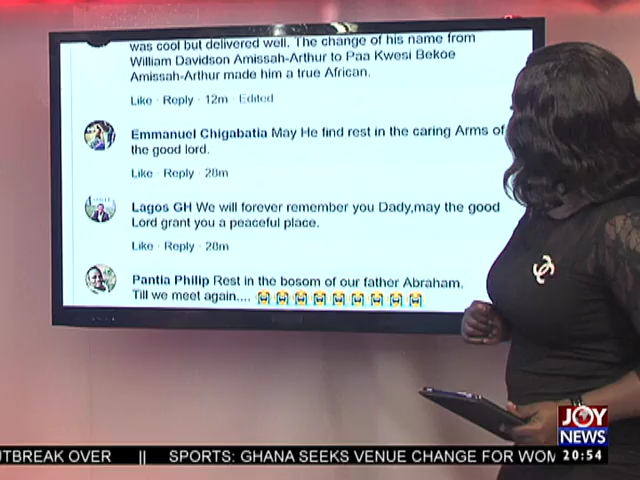 was cool but delivered well. The change of his name from
William Davidson Amissah-Arthur to Paa Kwesi Bekoe
Amissah-Arthur made him a true African.
Like · Reply · 12m · Edited
Emmanuel Chigabatia May He find rest in the caring Arms of
the good lord.
Like · Reply · 28m
Lagos GH We will forever remember you Dady,may the good
Lord grant you a peaceful place.
Like · Reply · 28m
Pantia Philip Rest in the bosom of our father Abraham.
Till we meet again.... 😭😭😭😭😭😭😭😭😭
JOY
NEWS
UTBREAK OVER || SPORTS: GHANA SEEKS VENUE CHANGE FOR WOM
20:54